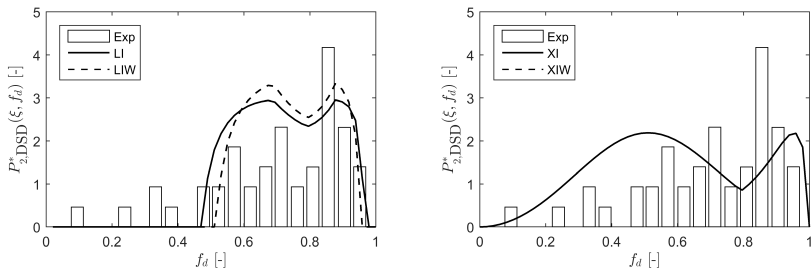 5
4
3
2
1
0
0 0.2 0.4 0.6 0.8 1
P*2,DSD(ξ, fd) [-]
fd [-]
Exp
LI
LIW
5
4
3
2
1
0
0 0.2 0.4 0.6 0.8 1
P*2,DSD(ξ, fd) [-]
fd [-]
Exp
XI
XIW